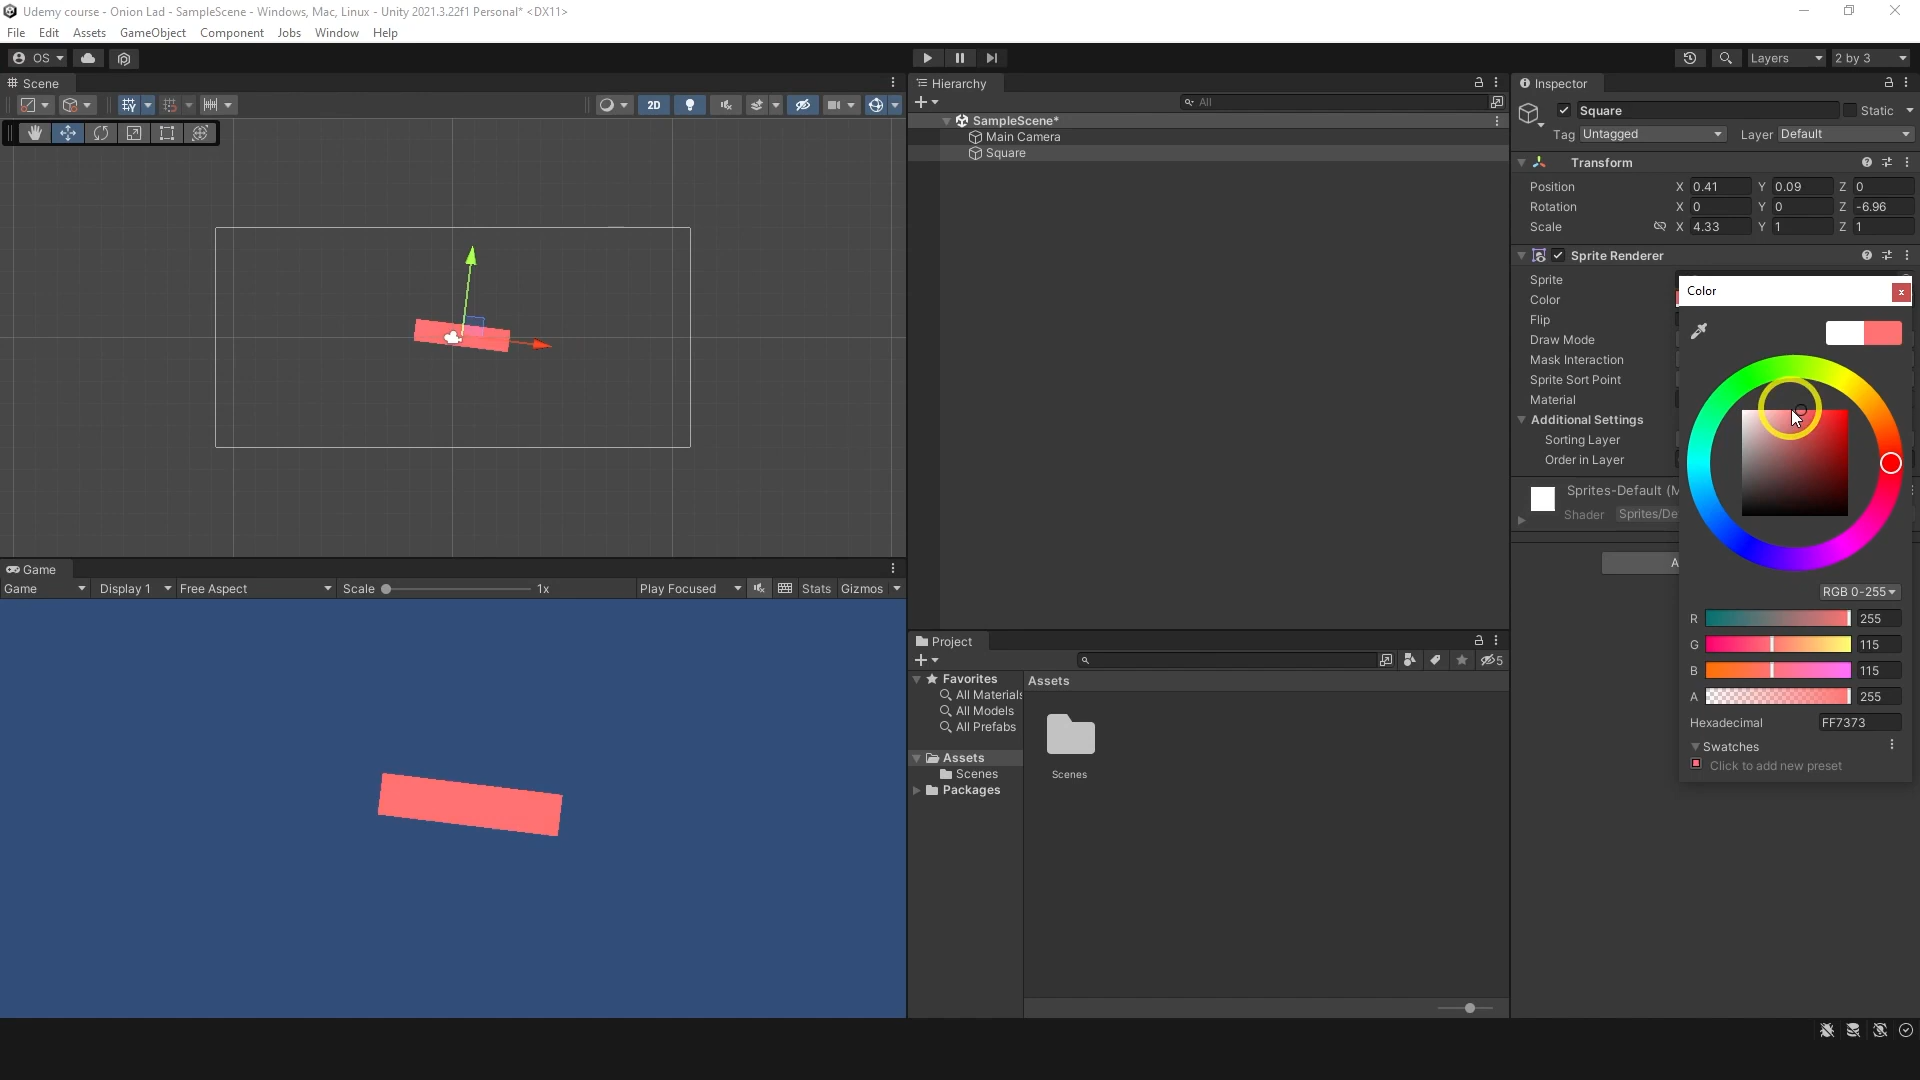 Udemy course - Onion Lad - SampleScene - Windows, Mac, Linux - Unity 2021.3.22f1 Personal* <DX11>
File Edit Assets GameObject Component Jobs Window Help
OS Layers 2 by 3
Scene
2D
Game
Game Display 1 Free Aspect Scale 1x Play Focused Stats Gizmos
Hierarchy
All
SampleScene*
Main Camera
Square
Project
5
Favorites
All Materials
All Models
All Prefabs
Assets
Scenes
Packages
Assets
Scenes
Inspector
Square Static
Tag Untagged Layer Default
Transform
Position X 0.41 Y 0.09 Z 0
Rotation X 0 Y 0 Z -6.96
Scale X 4.33 Y 1 Z 1
Sprite Renderer
Sprite
Color
Flip
Draw Mode
Mask Interaction
Sprite Sort Point
Material
Additional Settings
Sorting Layer
Order in Layer
Sprites-Default (M
Shader Sprites/De
A
Color
RGB 0-255
R 255
G 115
B 115
A 255
Hexadecimal FF7373
Swatches
Click to add new preset